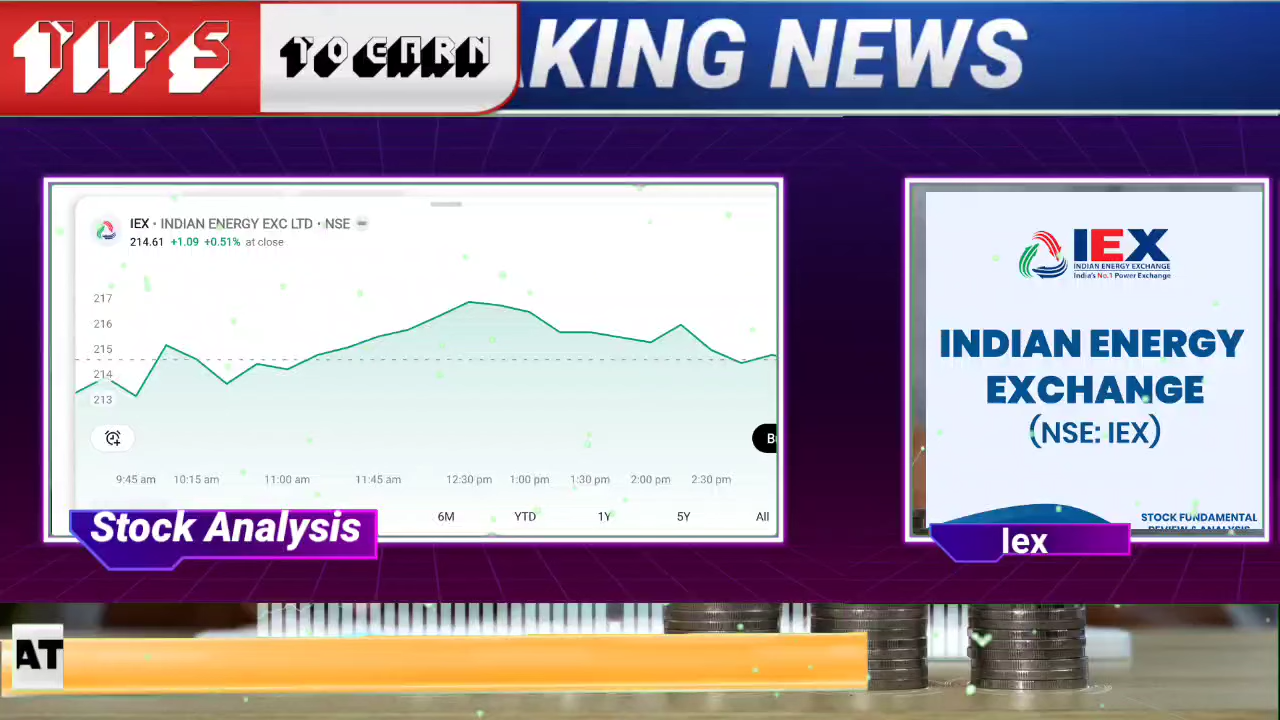 TIPS
TO EARN
KING NEWS
IEX • INDIAN ENERGY EXC LTD • NSE
214.61 +1.09 +0.51% at close
217
216
215
214
213
9:45 am 10:15 am 11:00 am 11:45 am 12:30 pm 1:00 pm 1:30 pm 2:00 pm 2:30 pm
6M YTD 1Y 5Y All
Stock Analysis
IEX
INDIAN ENERGY EXCHANGE
India's No.1 Power Exchange
INDIAN ENERGY
EXCHANGE
(NSE: IEX)
STOCK FUNDAMENTAL
REVIEW & ANALYSIS
Iex
AT